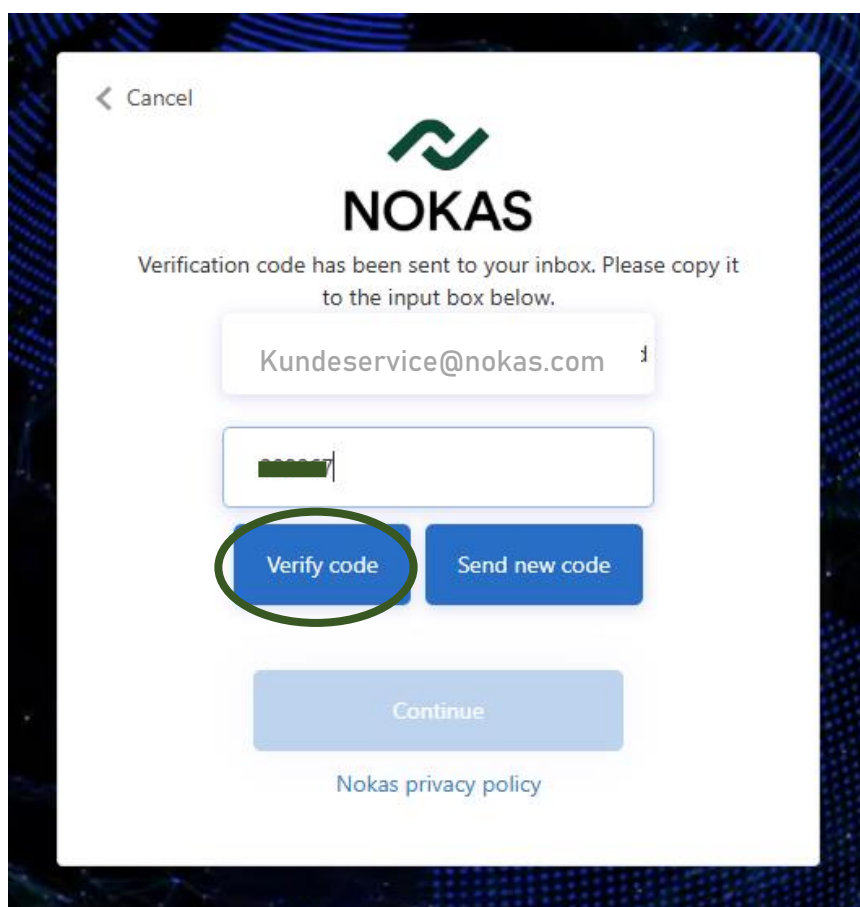 Cancel
NOKAS
Verification code has been sent to your inbox. Please copy it
to the input box below.
Kundeservice@nokas.com
Verify code
Send new code
Continue
Nokas privacy policy